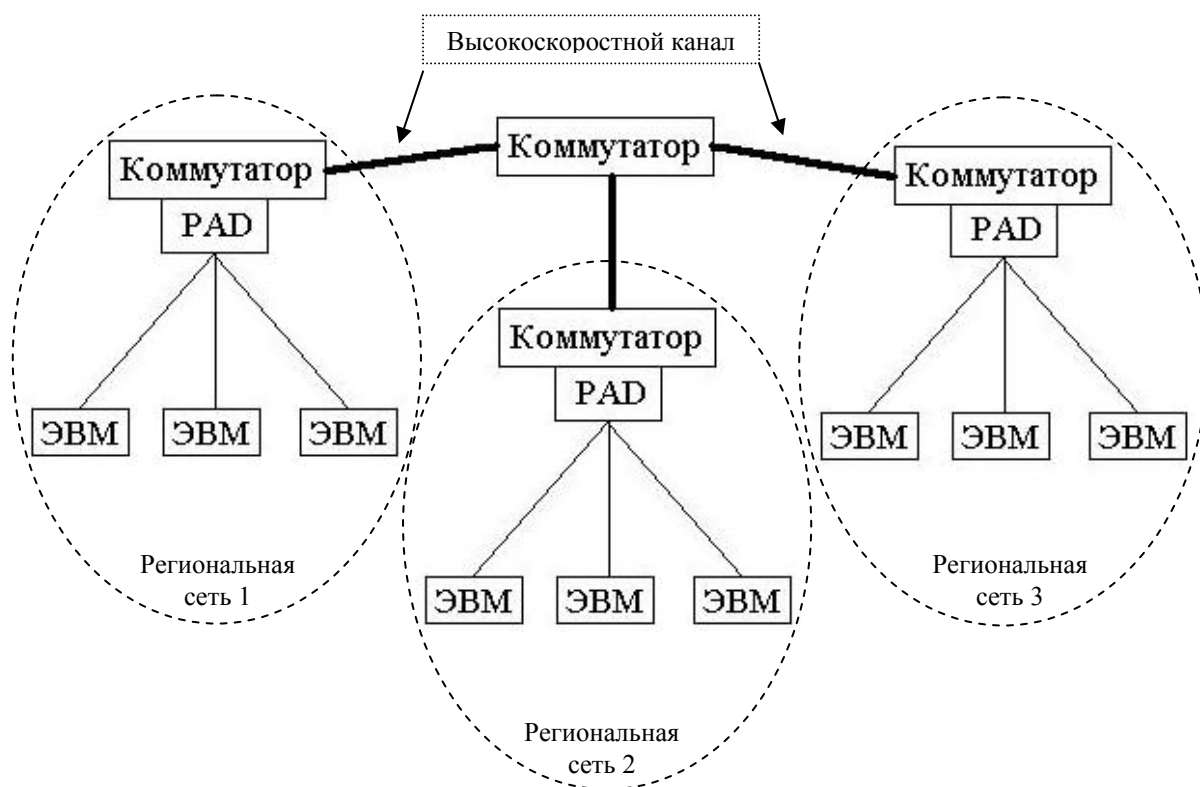 Высокоскоростной канал
Коммутатор
Коммутатор
Коммутатор
PAD
PAD
Коммутатор
PAD
ЭВМ
ЭВМ
ЭВМ
ЭВМ
ЭВМ
ЭВМ
Региональная
сеть 1
Региональная
сеть 3
ЭВМ
ЭВМ
ЭВМ
Региональная
сеть 2